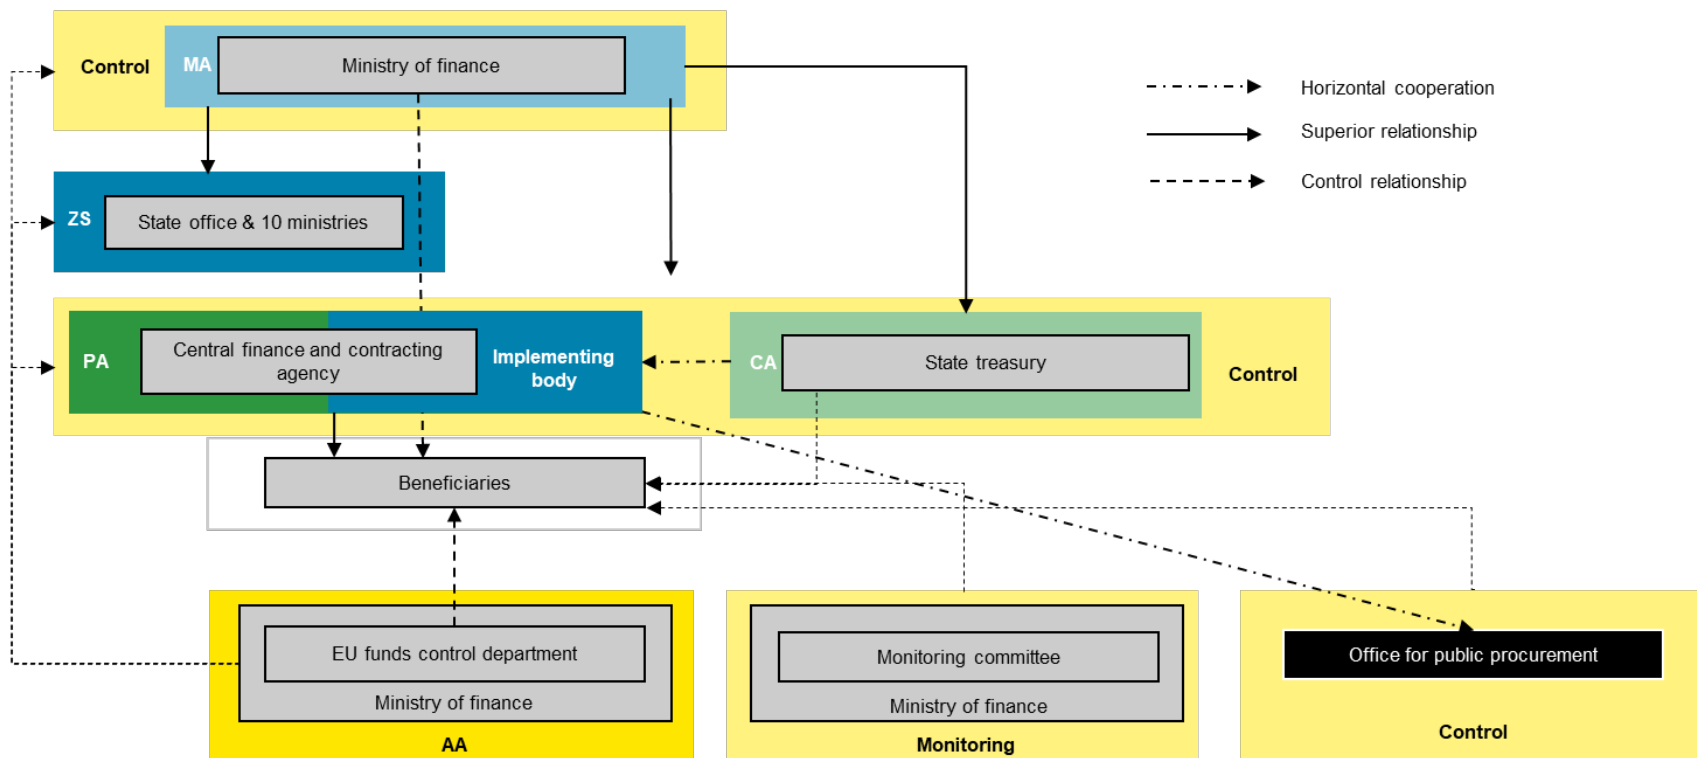 Control
MA
Ministry of finance
Horizontal cooperation
Superior relationship
Control relationship
ZS
State office & 10 ministries
PA
Central finance and contracting
agency
Implementing
body
CA
State treasury
Control
Beneficiaries
EU funds control department
Ministry of finance
AA
Monitoring committee
Ministry of finance
Monitoring
Office for public procurement
Control